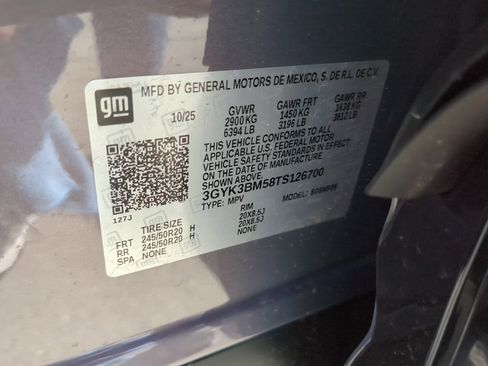 MFD BY GENERAL MOTORS DE MEXICO, S. DE R.L. DE C.V.
gm
10/25 GVWR GAWR FRT GAWR RR
2900 KG 1450 KG 1638 KG
6394 LB 3196 LB 3612 LB
THIS VEHICLE CONFORMS TO ALL
APPLICABLE U.S. FEDERAL MOTOR
VEHICLE SAFETY STANDARDS IN EFFECT
ON THE DATE OF MANUFACTURE
3GYK3BM58TS126700
TYPE: MPV MODEL:
127J
TIRE SIZE RIM
FRT 245/50R20 H 20X8.5J
RR 245/50R20 H 20X8.5J
SPA NONE NONE